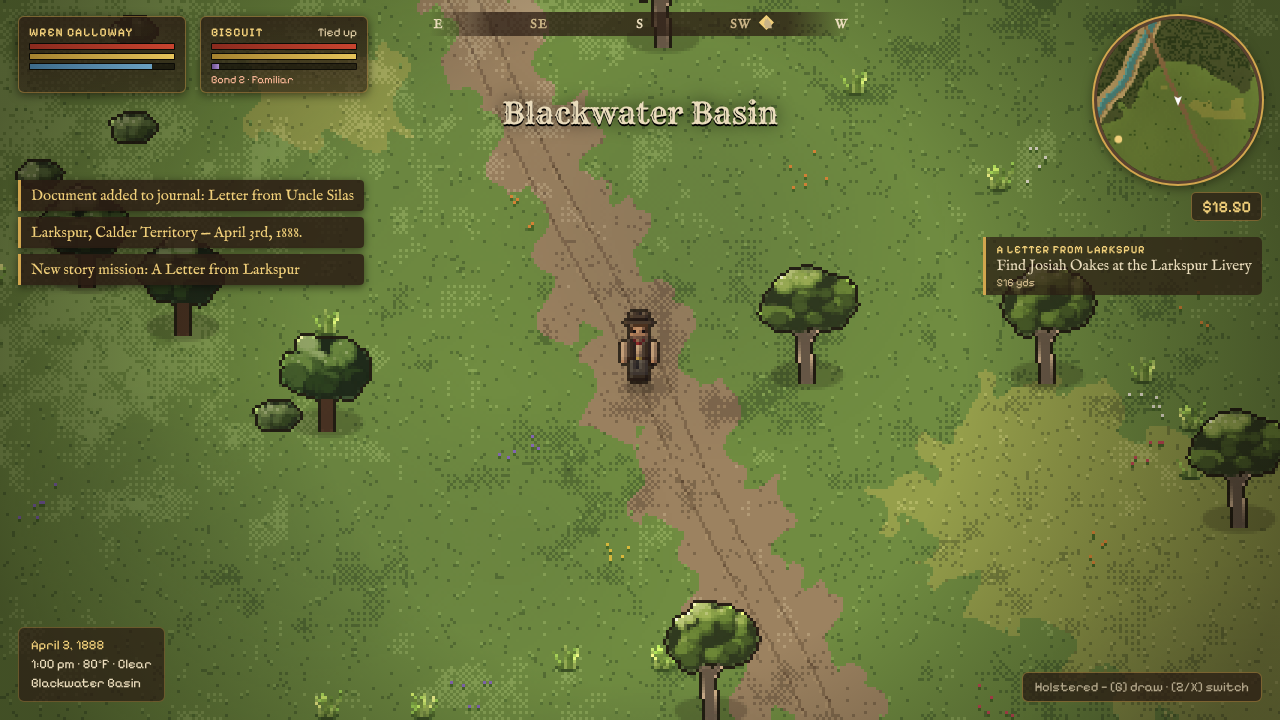 WREN CALLOWAY
BISCUIT Tied up
Bond 2 · Familiar
E SE S SW W
Blackwater Basin
Document added to journal: Letter from Uncle Silas
Larkspur, Calder Territory – April 3rd, 1888.
New story mission: A Letter from Larkspur
$18.80
A LETTER FROM LARKSPUR
Find Josiah Oakes at the Larkspur Livery
816 yds
April 3, 1888
1:00 pm · 80°F · Clear
Blackwater Basin
Holstered – (G) draw · (Z/X) switch